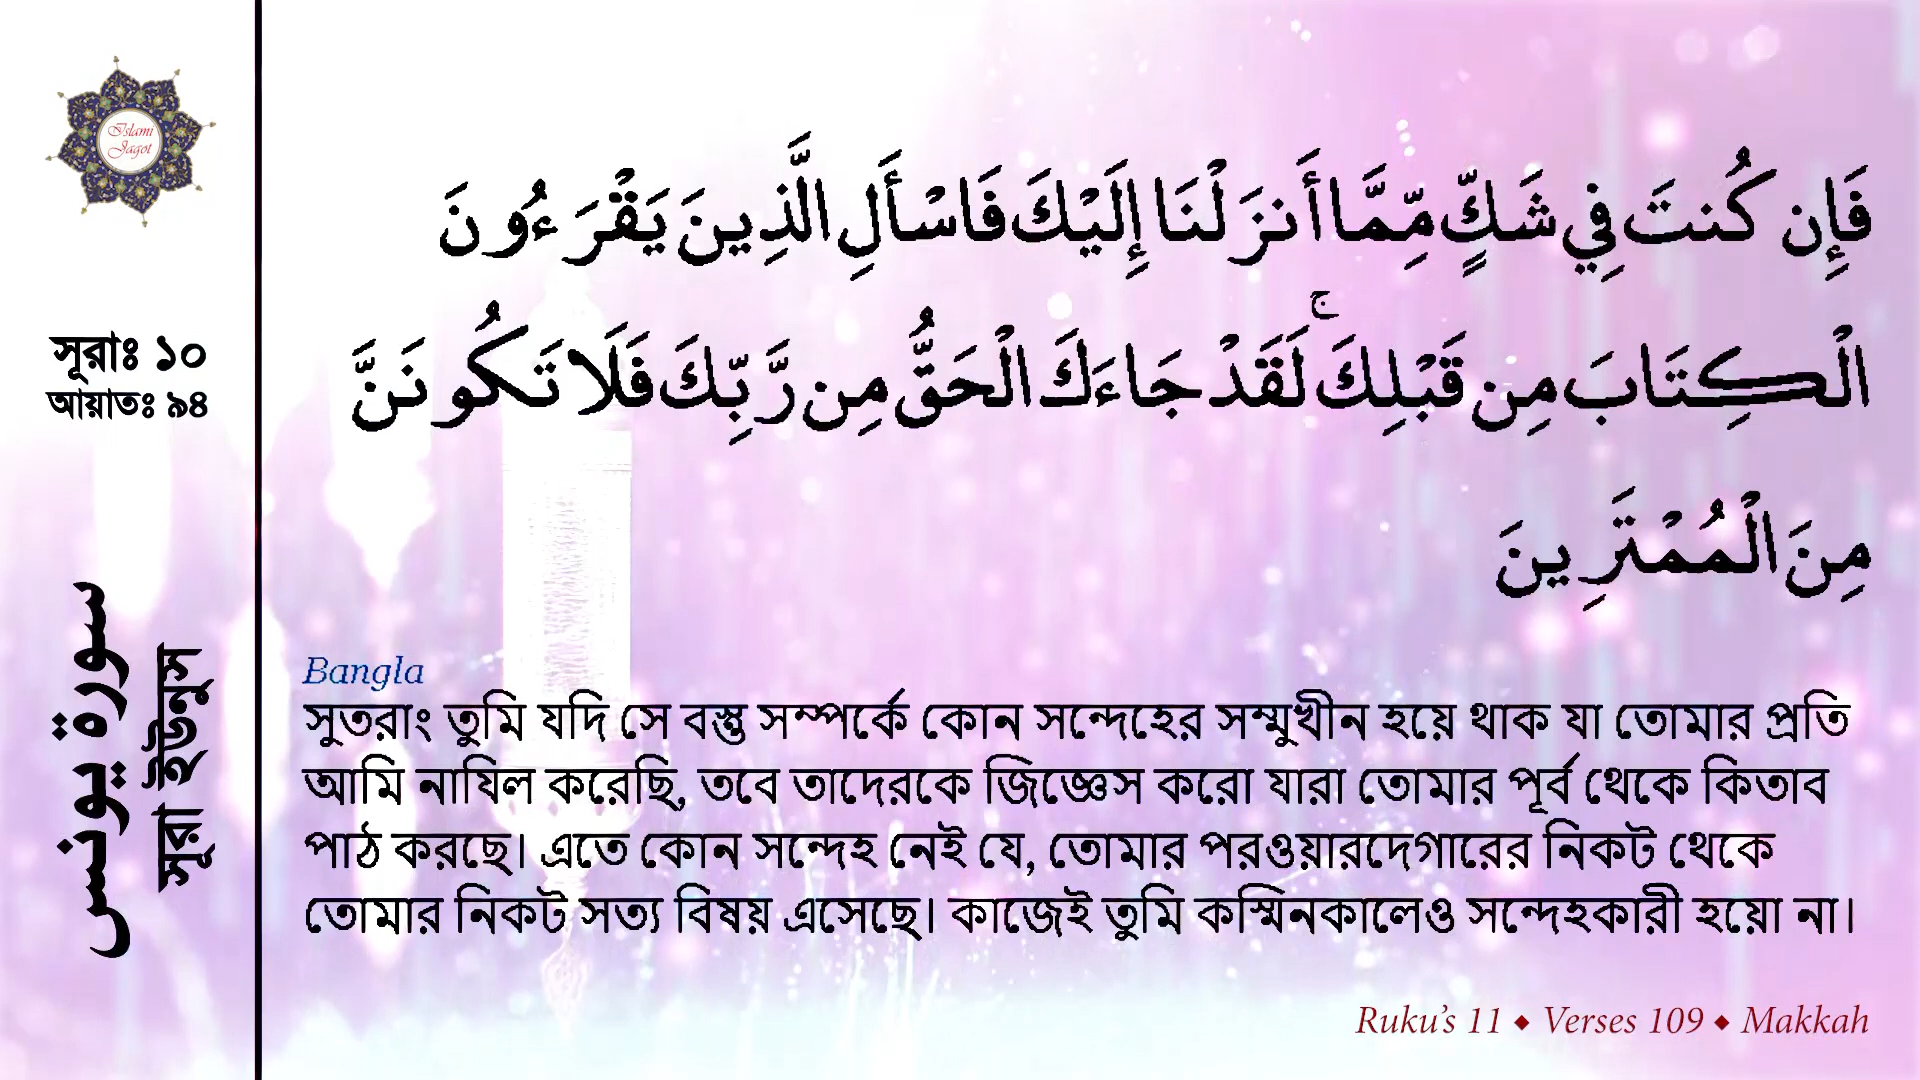 Islami
Jagot
সূরাঃ ১০
আয়াতঃ ৯৪
سورة يونس
সূরা ইউনুস
فَإِن كُنتَ فِي شَكٍّ مِّمَّا أَنزَلْنَا إِلَيْكَ فَاسْأَلِ الَّذِينَ يَقْرَءُونَ
الْكِتَابَ مِن قَبْلِكَ ۚ لَقَدْ جَاءَكَ الْحَقُّ مِن رَّبِّكَ فَلَا تَكُونَنَّ
مِنَ الْمُمْتَرِينَ
Bangla
সুতরাং তুমি যদি সে বস্তু সম্পর্কে কোন সন্দেহের সম্মুখীন হয়ে থাক যা তোমার প্রতি
আমি নাযিল করেছি, তবে তাদেরকে জিজ্ঞেস করো যারা তোমার পূর্ব থেকে কিতাব
পাঠ করছে। এতে কোন সন্দেহ নেই যে, তোমার পরওয়ারদেগারের নিকট থেকে
তোমার নিকট সত্য বিষয় এসেছে। কাজেই তুমি কস্মিনকালেও সন্দেহকারী হয়ো না।
Ruku's 11 ◆ Verses 109 ◆ Makkah